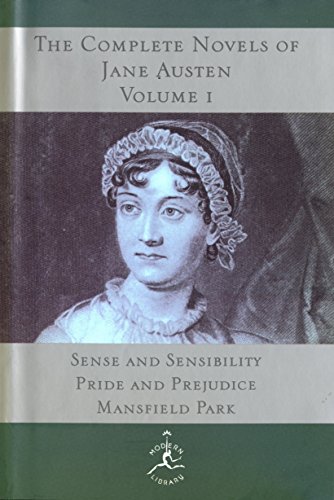 The Complete Novels of
Jane Austen
Volume I
Sense and Sensibility
Pride and Prejudice
Mansfield Park
MODERN
LIBRARY